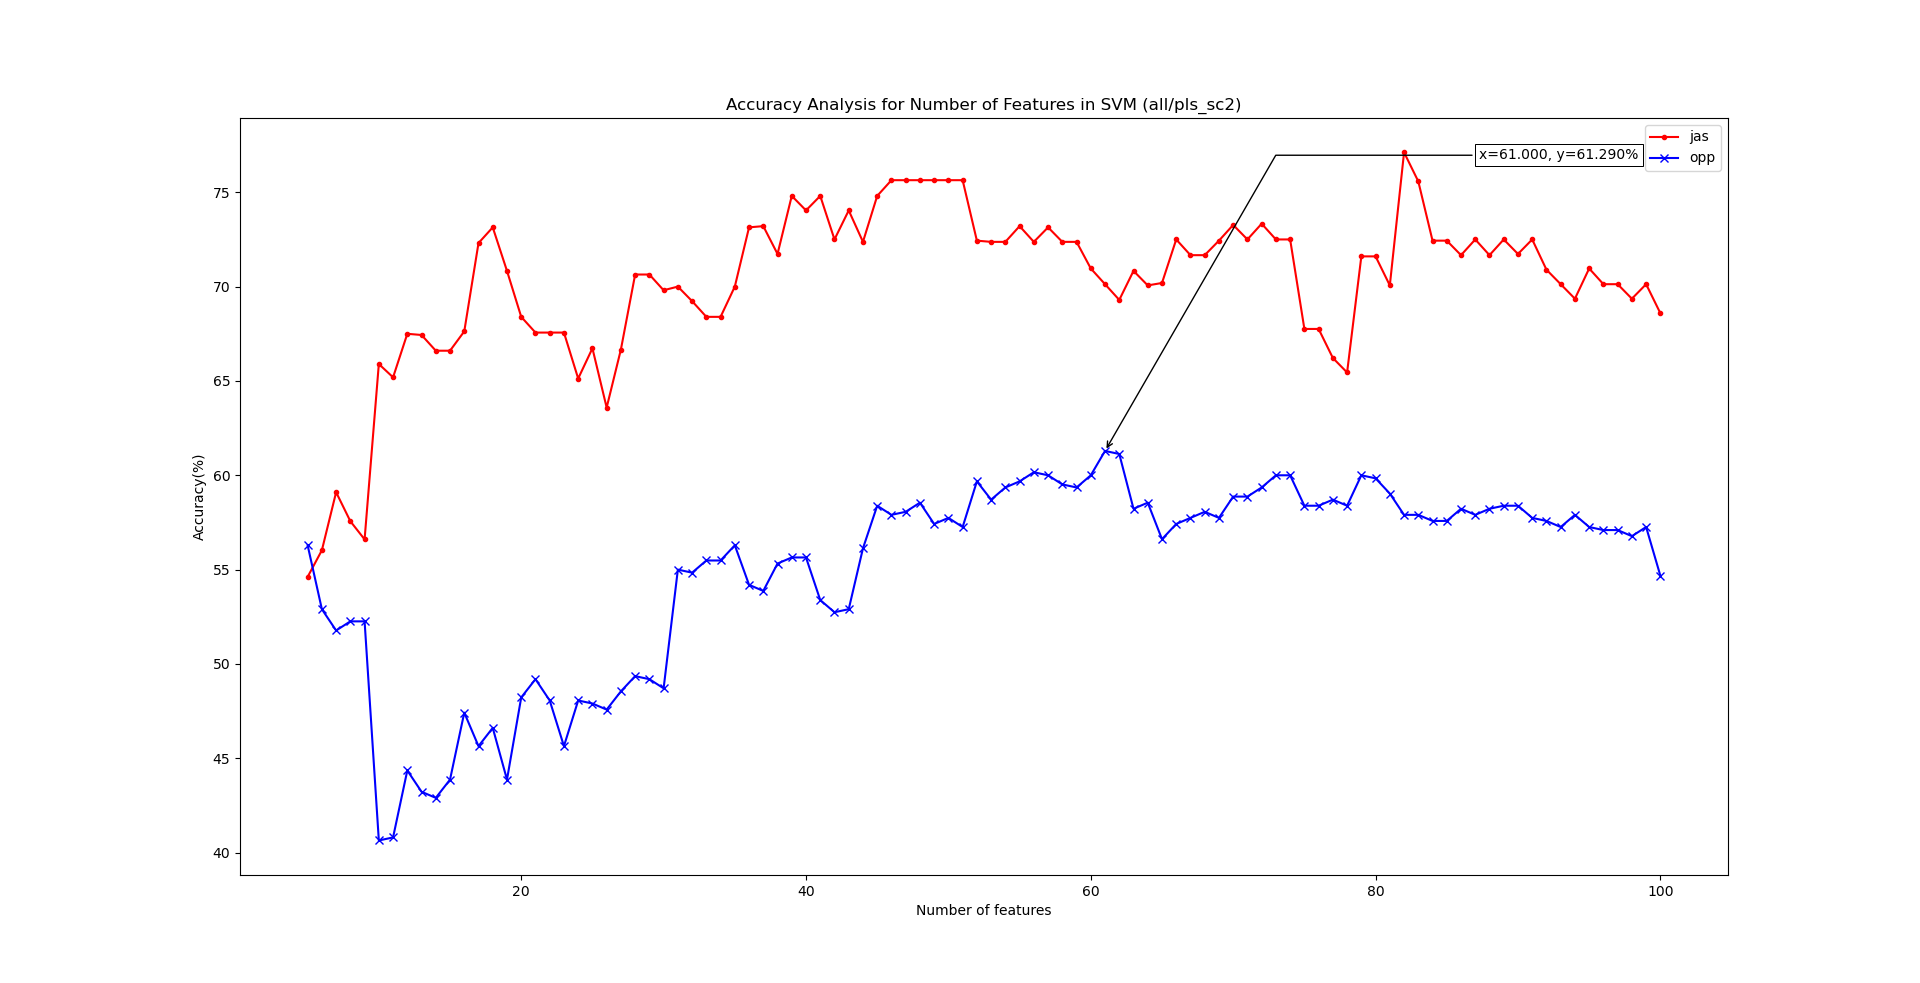 Accuracy Analysis for Number of Features in SVM (all/pls_sc2)
jas
opp
x=61.000, y=61.290%
Accuracy(%)
75
70
65
60
55
50
45
40
20 40 60 80 100
Number of features